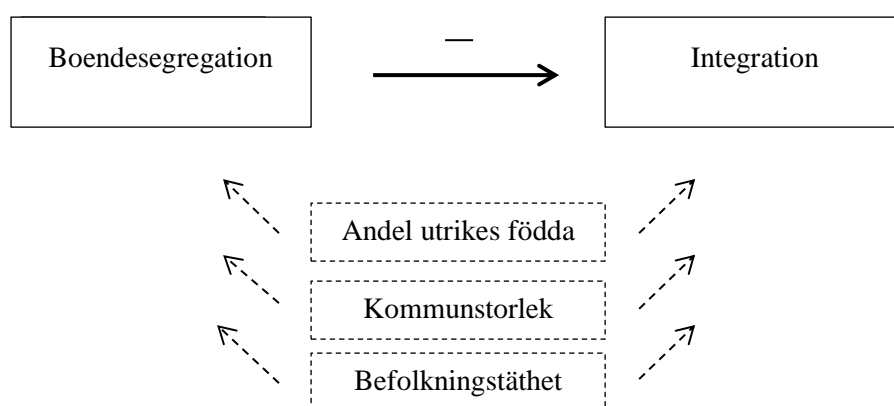 Boendesegregation
—
Integration
Andel utrikes födda
Kommunstorlek
Befolkningstäthet